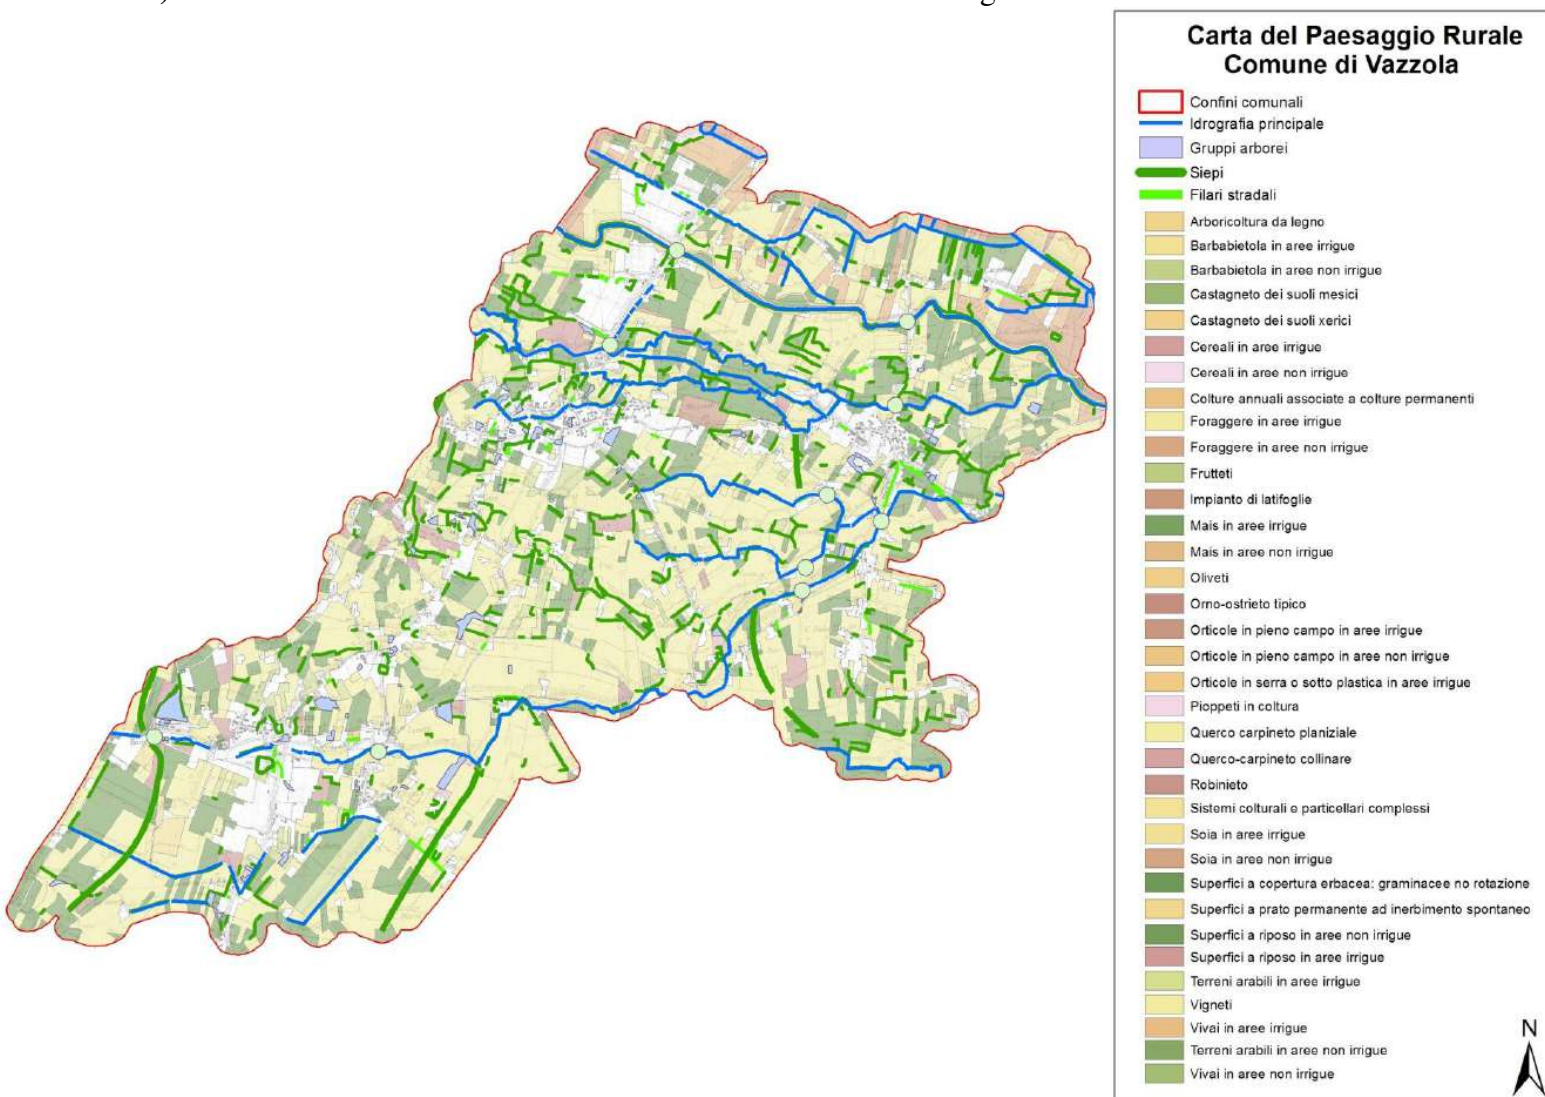 Carta del Paesaggio Rurale
Comune di Vazzola
Confini comunali
Idrografia principale
Gruppi arborei
Siepi
Filari stradali
Arboricoltura da legno
Barbabietola in aree irrigue
Barbabietola in aree non irrigue
Castagneto dei suoli mesici
Castagneto dei suoli xerici
Cereali in aree irrigue
Cereali in aree non irrigue
Colture annuali associate a colture permanenti
Foraggere in aree irrigue
Foraggere in aree non irrigue
Frutteti
Impianto di latifoglie
Mais in aree irrigue
Mais in aree non irrigue
Oliveti
Orno-ostrieto tipico
Orticole in pieno campo in aree irrigue
Orticole in pieno campo in aree non irrigue
Orticole in serra o sotto plastica in aree irrigue
Pioppeti in coltura
Querco carpineto planiziale
Querco-carpineto collinare
Robinieto
Sistemi colturali e particellari complessi
Soia in aree irrigue
Soia in aree non irrigue
Superfici a copertura erbacea: graminacee no rotazione
Superfici a prato permanente ad inerbimento spontaneo
Superfici a riposo in aree non irrigue
Superfici a riposo in aree irrigue
Terreni arabili in aree irrigue
Vigneti
Vivai in aree irrigue
Terreni arabili in aree non irrigue
Vivai in aree non irrigue
N